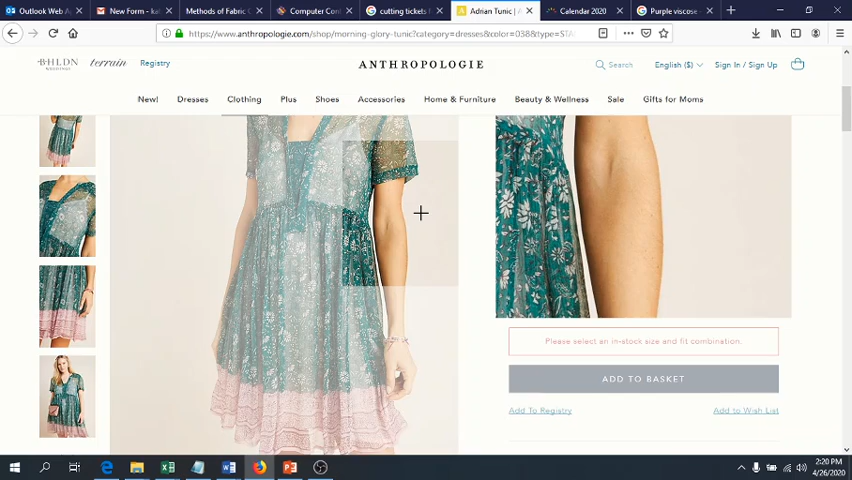 Outlook Web A
New Form - ka
Methods of Fabric C
Computer Con
cutting tickets f
Adrian Tunic | A
Calendar 2020
Purple viscose
https://www.anthropologie.com/shop/morning-glory-tunic?category=dresses&color=038&type=STA
BHLDN
WEDDINGS
terrain
Registry
ANTHROPOLOGIE
Search
English ($)
Sign In / Sign Up
New!
Dresses
Clothing
Plus
Shoes
Accessories
Home & Furniture
Beauty & Wellness
Sale
Gifts for Moms
Please select an in-stock size and fit combination.
ADD TO BASKET
Add To Registry
Add to Wish List
2:20 PM
4/26/2020